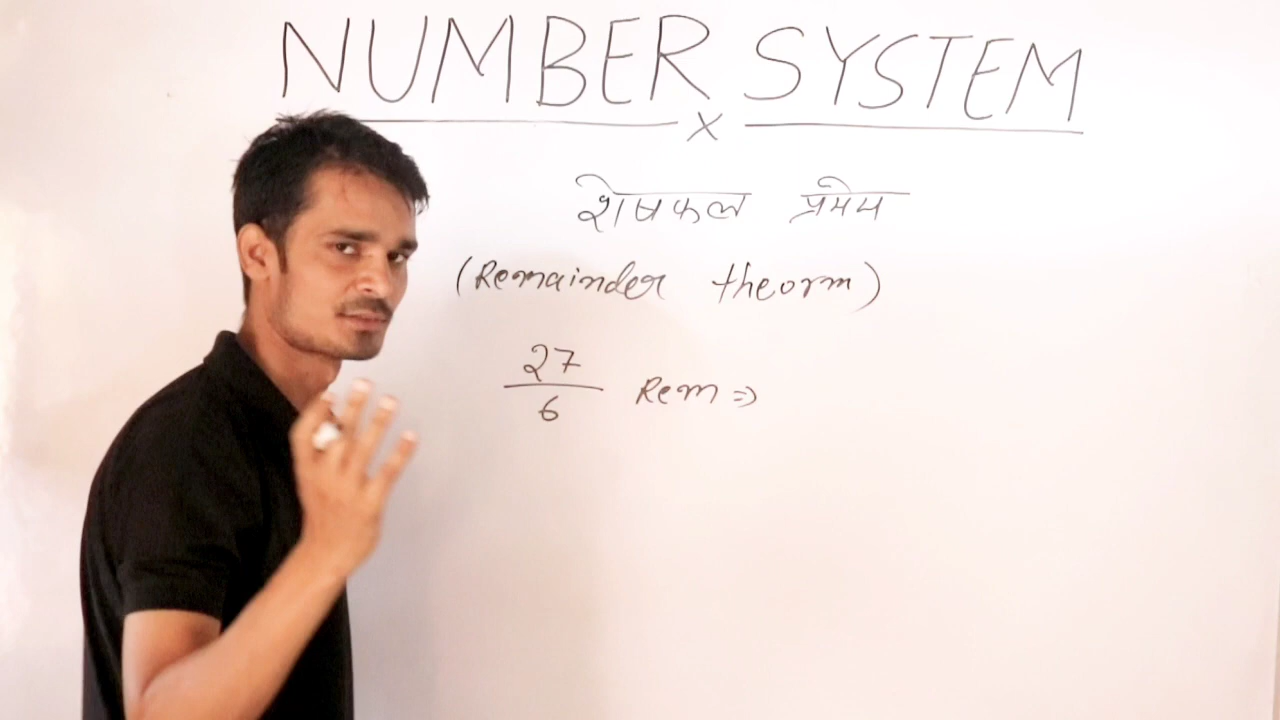 NUMBER SYSTEM
x
शेषफल प्रमेय
(Remainder theorm)
27
6 Rem =>